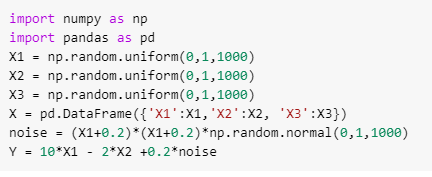 import numpy as np
import pandas as pd
X1 = np.random.uniform(0,1,1000)
X2 = np.random.uniform(0,1,1000)
X3 = np.random.uniform(0,1,1000)
X = pd.DataFrame({'X1':X1,'X2':X2, 'X3':X3})
noise = (X1+0.2)*(X1+0.2)*np.random.normal(0,1,1000)
Y = 10*X1 - 2*X2 +0.2*noise